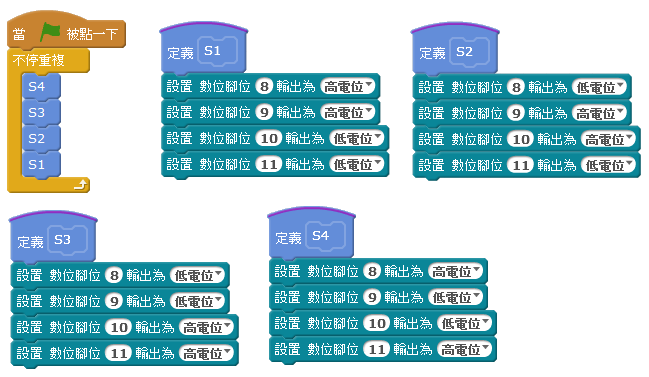 當 被點一下
不停重複
S4
S3
S2
S1
定義 S1
設置 數位腳位 8 輸出為 高電位
設置 數位腳位 9 輸出為 高電位
設置 數位腳位 10 輸出為 低電位
設置 數位腳位 11 輸出為 低電位
定義 S2
設置 數位腳位 8 輸出為 低電位
設置 數位腳位 9 輸出為 高電位
設置 數位腳位 10 輸出為 高電位
設置 數位腳位 11 輸出為 低電位
定義 S3
設置 數位腳位 8 輸出為 低電位
設置 數位腳位 9 輸出為 低電位
設置 數位腳位 10 輸出為 高電位
設置 數位腳位 11 輸出為 高電位
定義 S4
設置 數位腳位 8 輸出為 高電位
設置 數位腳位 9 輸出為 低電位
設置 數位腳位 10 輸出為 低電位
設置 數位腳位 11 輸出為 高電位